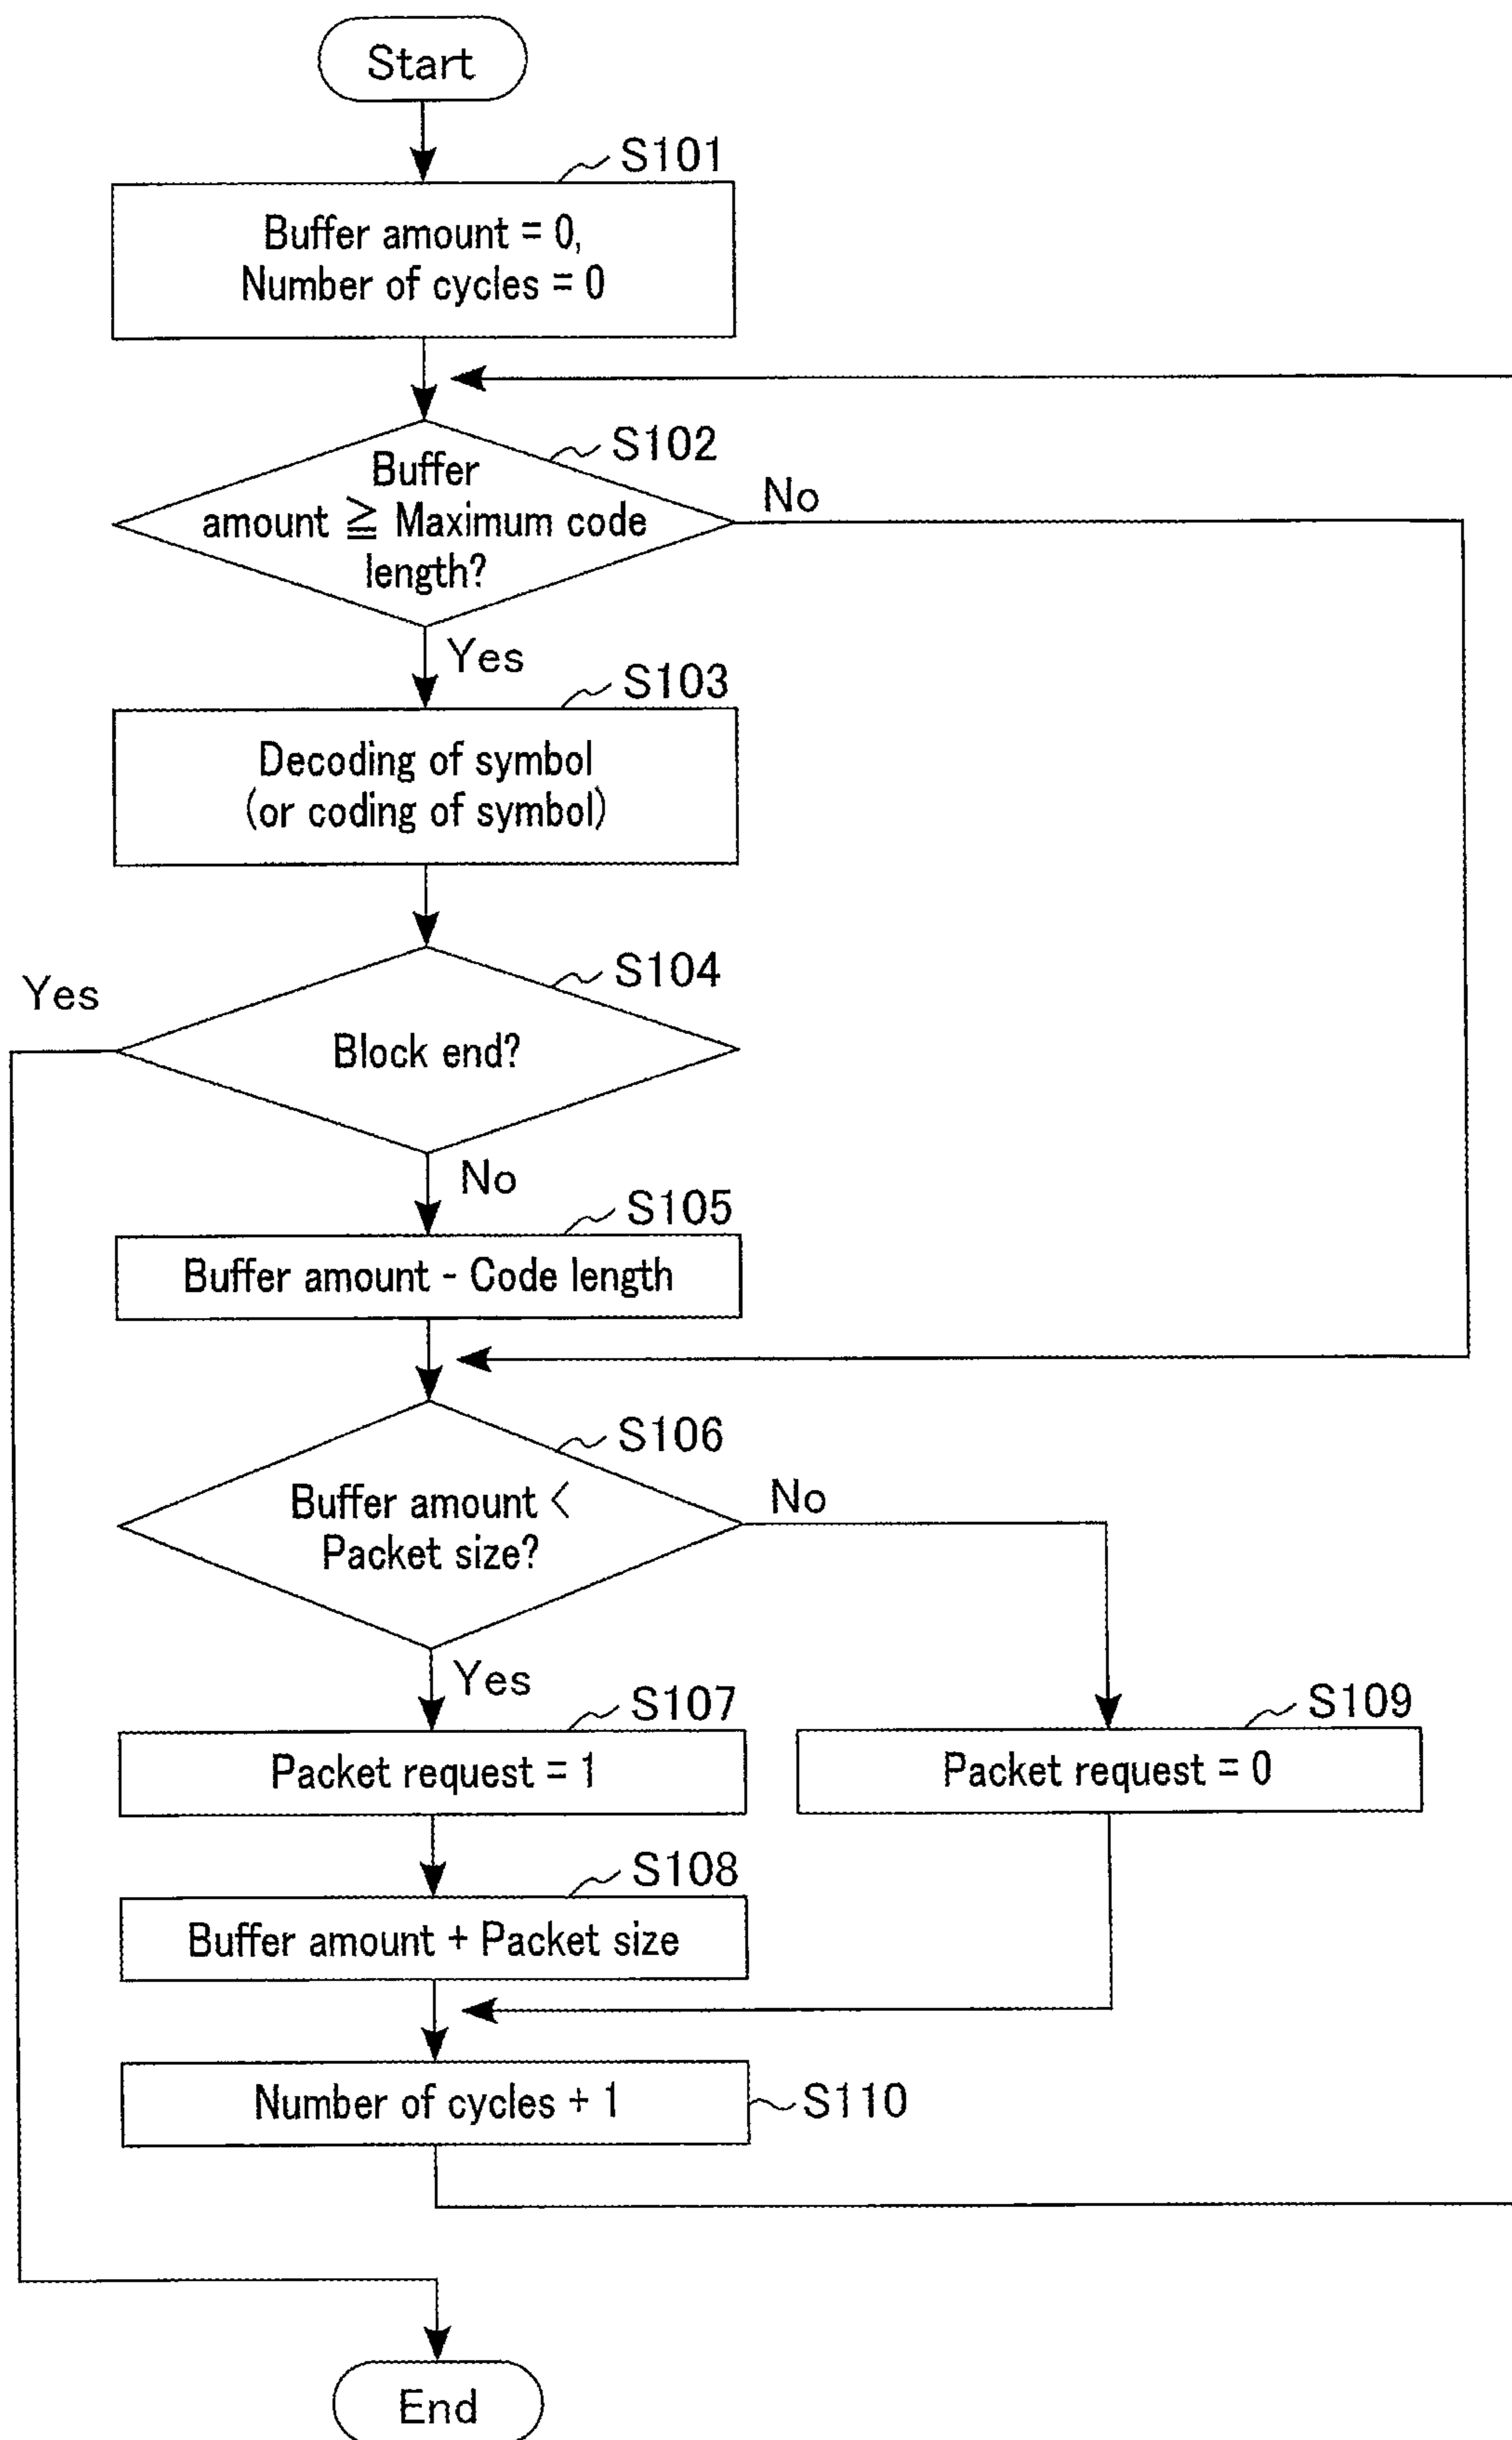 Start
S101
Buffer amount = 0,
Number of cycles = 0
S102
Buffer
amount ≧ Maximum code
length?
No
Yes
S103
Decoding of symbol
(or coding of symbol)
S104
Yes
Block end?
No
S105
Buffer amount - Code length
S106
Buffer amount <
Packet size?
No
Yes
S107
Packet request = 1
S109
Packet request = 0
S108
Buffer amount + Packet size
Number of cycles + 1
S110
End